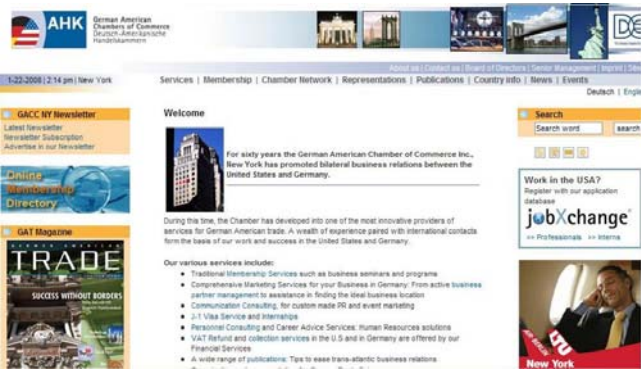 AHK
German American
Chambers of Commerce
Deutsch-Amerikanische
Handelskammern
DE
About us | Contact us | Board of Directors | Senior Management | Imprint | Site
1-22-2008 | 2:14 pm | New York
Services | Membership | Chamber Network | Representations | Publications | Country info | News | Events
Deutsch | Englis
GACC NY Newsletter
Latest Newsletter
Newsletter Subscription
Advertise in our Newsletter
Online
Membership
Directory
GAT Magazine
GERMAN AMERICAN
TRADE
SUCCESS WITHOUT BORDERS
Welcome
For sixty years the German American Chamber of Commerce Inc.,
New York has promoted bilateral business relations between the
United States and Germany.
During this time, the Chamber has developed into one of the most innovative providers of
services for German American trade. A wealth of experience paired with international contacts
form the basis of our work and success in the United States and Germany.
Our various services include:
Traditional Membership Services such as business seminars and programs
Comprehensive Marketing Services for your Business in Germany: From active business
partner management to assistance in finding the ideal business location
Communication Consulting, for custom made PR and event marketing
J-1 Visa Service and Internships
Personnel Consulting and Career Advice Services: Human Resources solutions
VAT Refund and collection services in the U.S and in Germany are offered by our
Financial Services
A wide range of publications: Tips to ease trans-atlantic business relations
Search
Search word
search
Work in the USA?
Register with our application
database
jobXchange
>> Professionals >> Interns
AIR BERLIN
LTU
New York